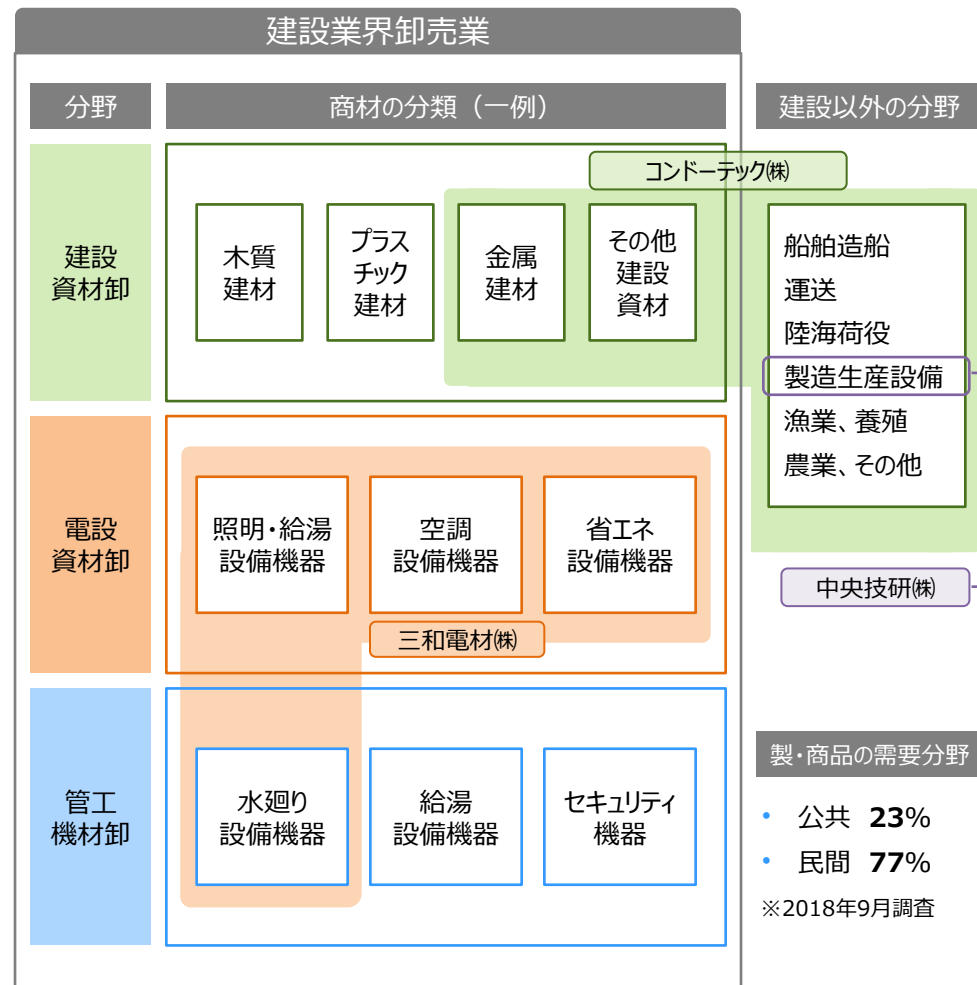 建設業界卸売業
分野
商材の分類（一例）
建設以外の分野
コンドーテック㈱
建設
資材卸
木質
建材
プラス
チック
建材
金属
建材
その他
建設
資材
船舶造船
運送
陸海荷役
製造生産設備
漁業、養殖
農業、その他
電設
資材卸
照明・給湯
設備機器
空調
設備機器
省エネ
設備機器
三和電材㈱
中央技研㈱
管工
機材卸
水廻り
設備機器
給湯
設備機器
セキュリティ
機器
製・商品の需要分野
• 公共 23%
• 民間 77%
※2018年9月調査